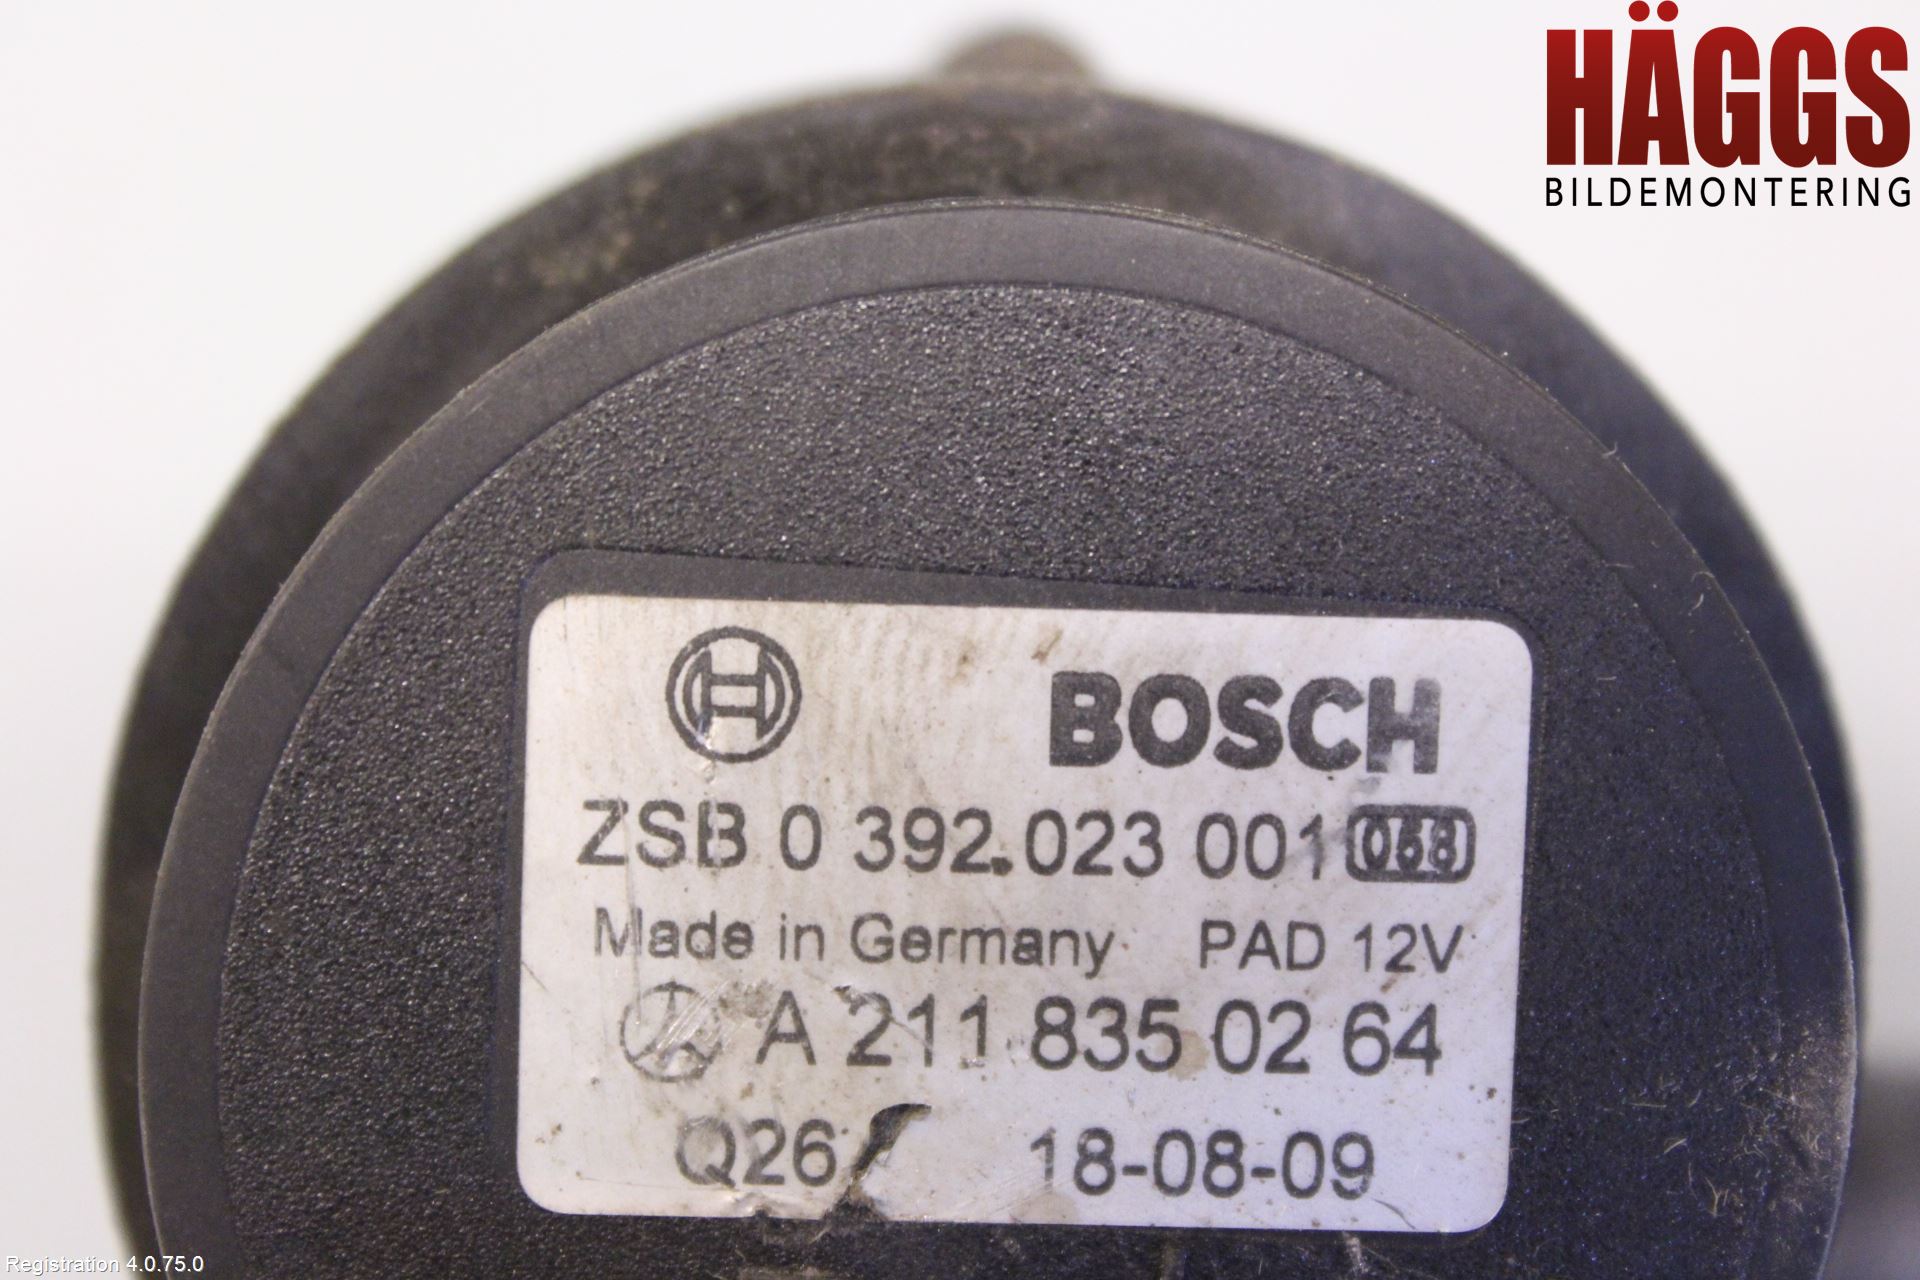 HÄGGS
BILDEMONTERING
BOSCH
ZSB 0 392.023 001 068
Made in Germany PAD 12V
A 211 835 02 64
Q26 18-08-09
Registration 4.0.75.0